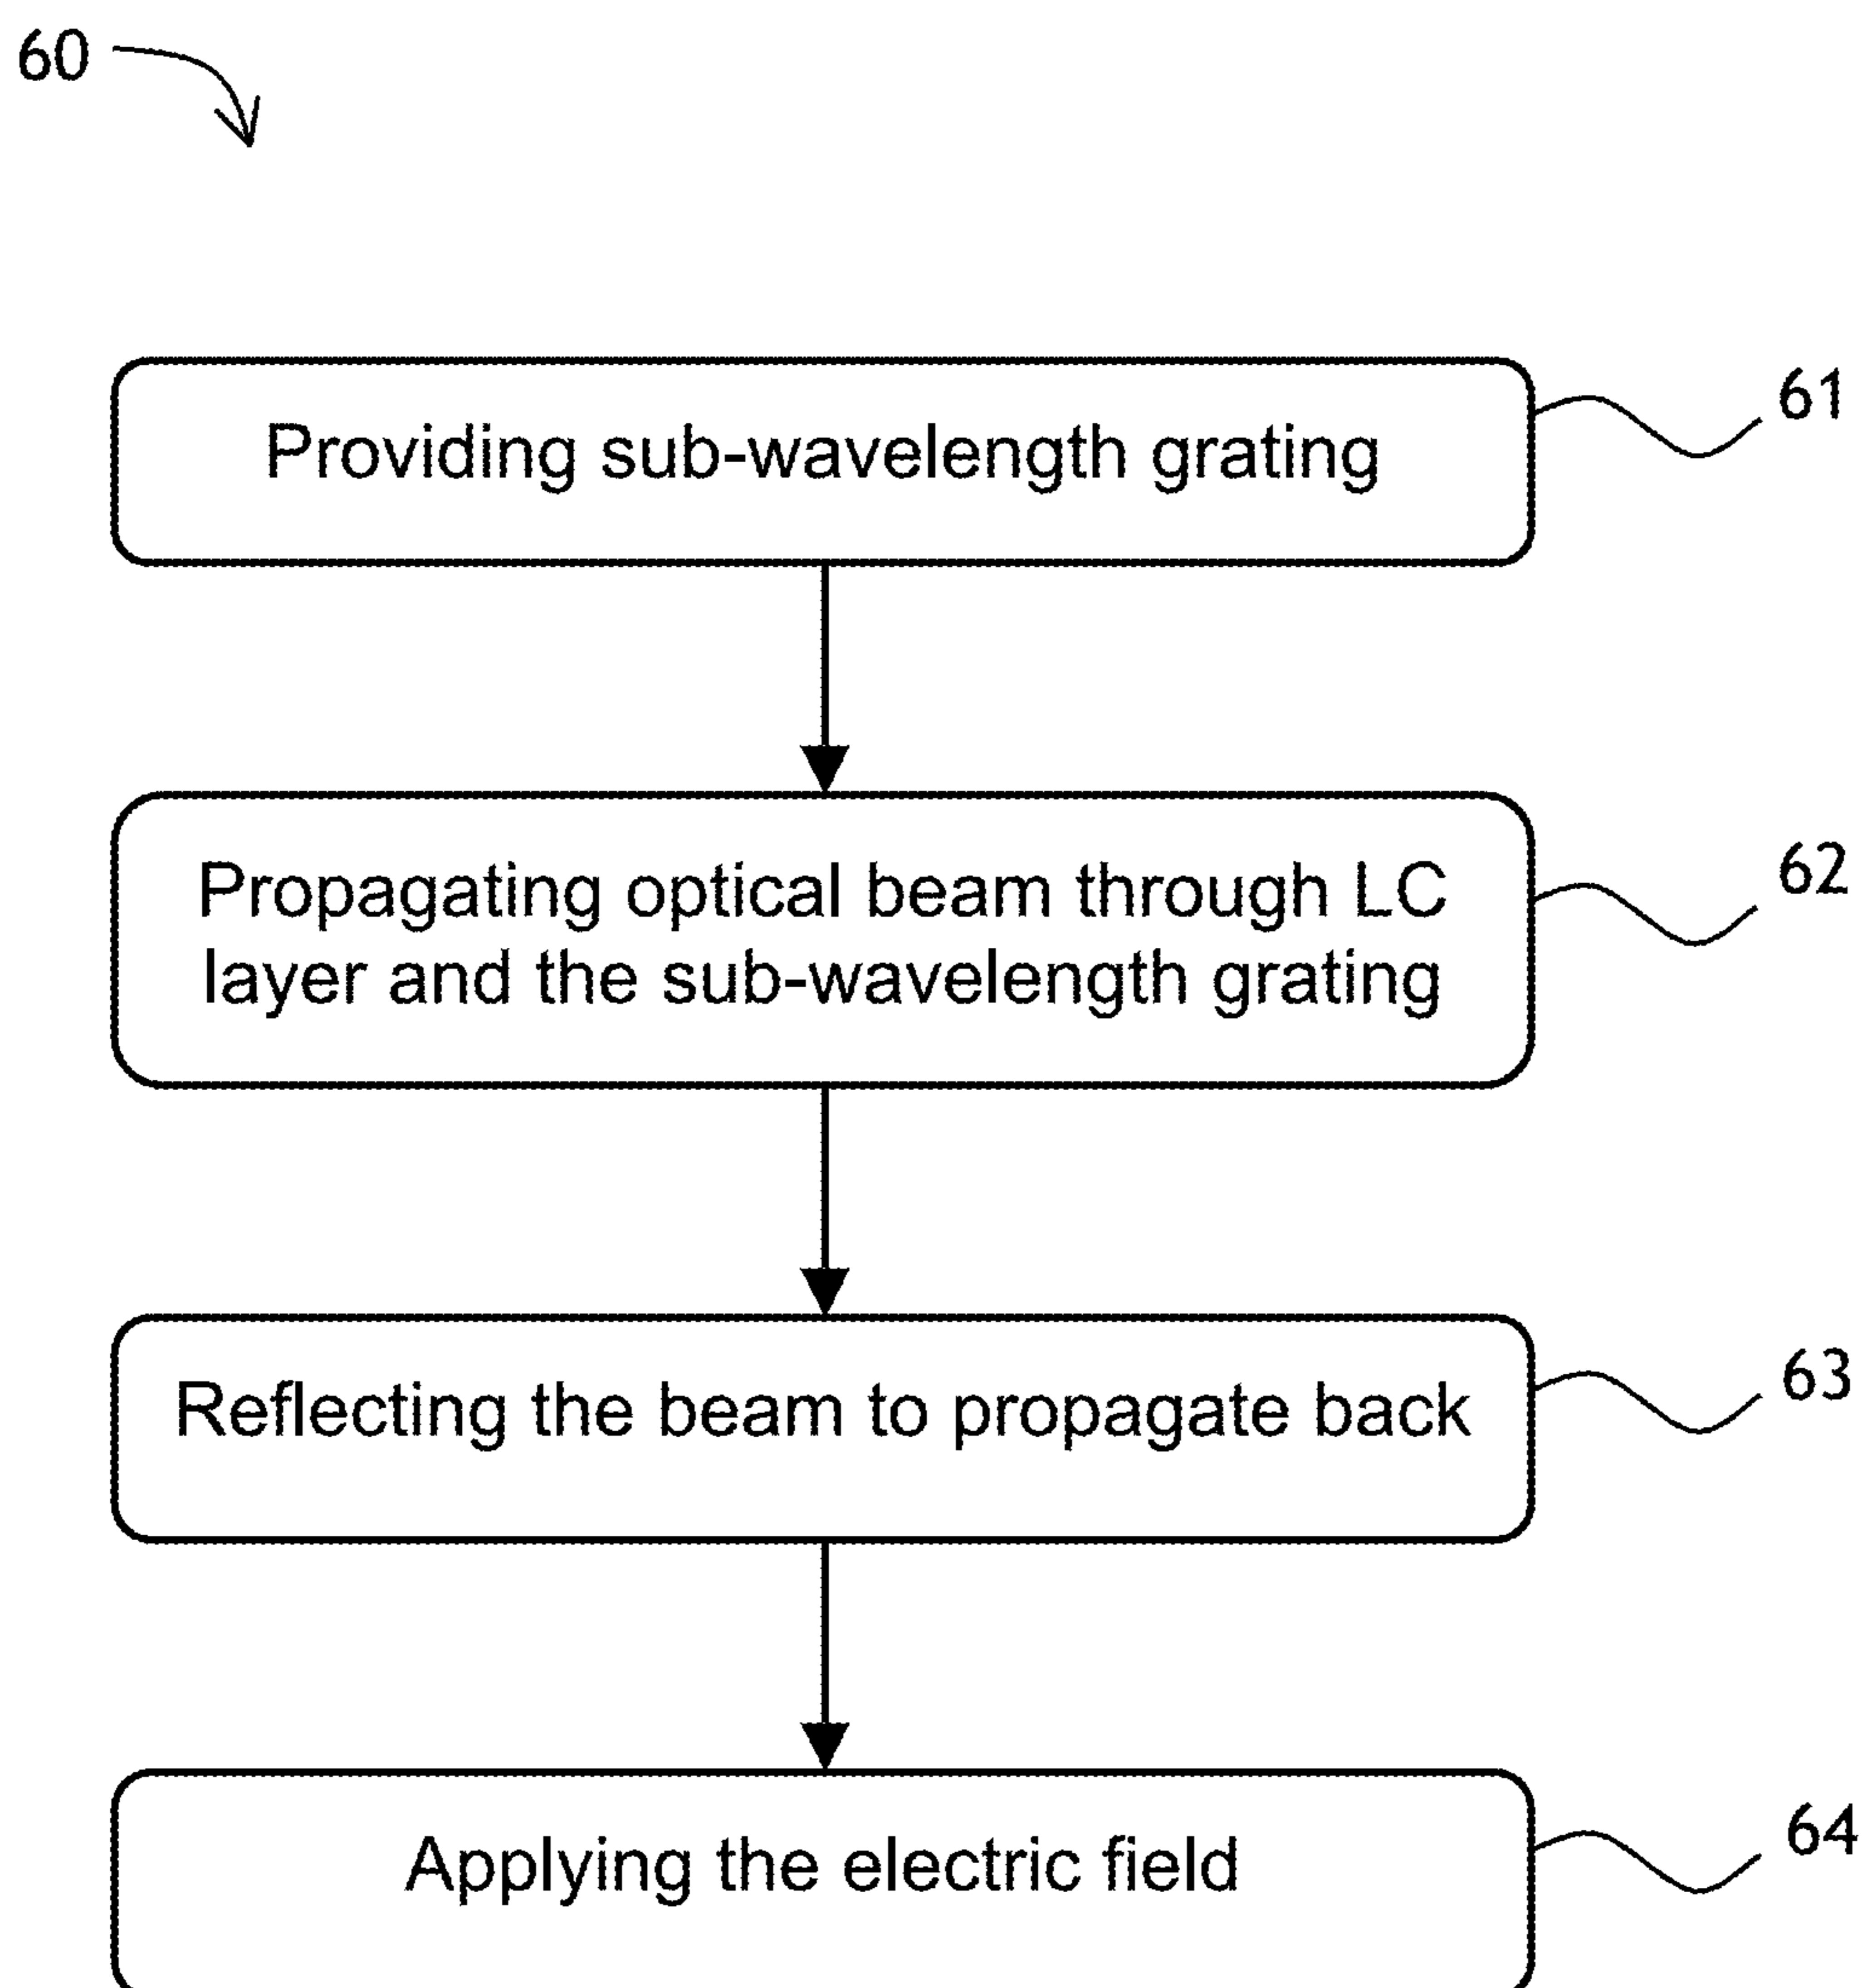 60
Providing sub-wavelength grating
61
Propagating optical beam through LC
layer and the sub-wavelength grating
62
Reflecting the beam to propagate back
63
Applying the electric field
64